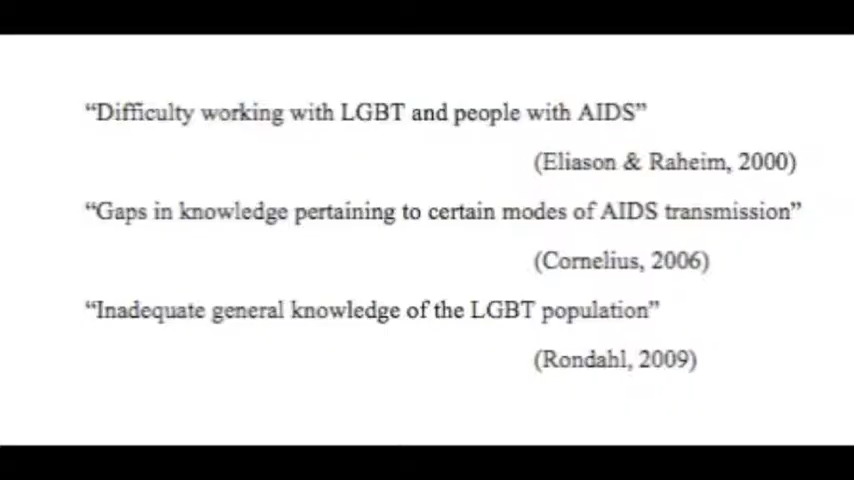 “Difficulty working with LGBT and people with AIDS”
(Eliason & Raheim, 2000)
“Gaps in knowledge pertaining to certain modes of AIDS transmission”
(Cornelius, 2006)
“Inadequate general knowledge of the LGBT population”
(Rondahl, 2009)